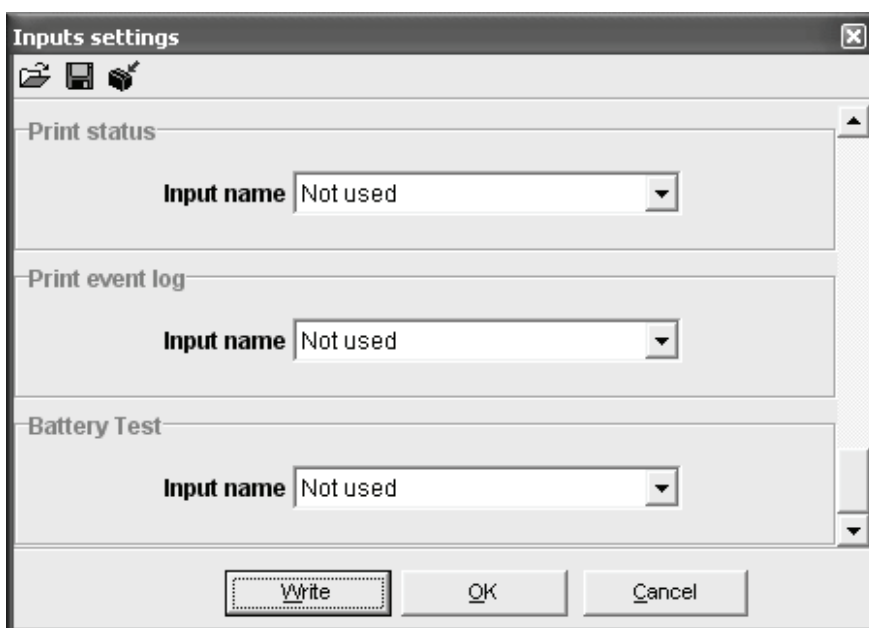 Inputs settings
Print status
Input name Not used
Print event log
Input name Not used
Battery Test
Input name Not used
Write OK Cancel